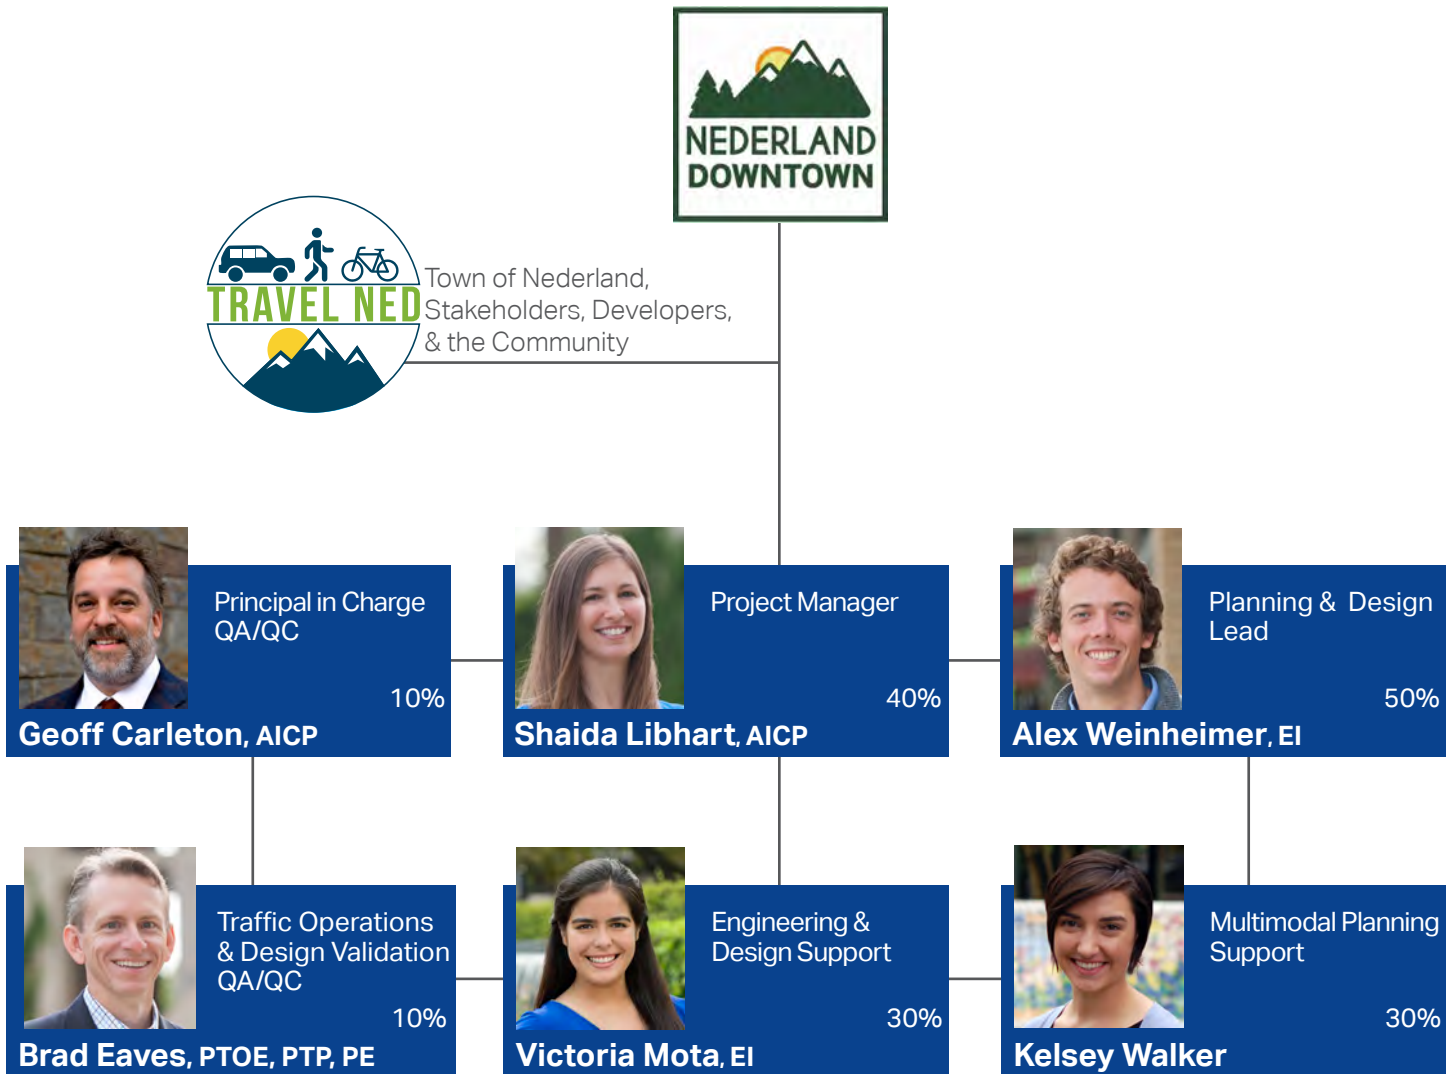 NEDERLAND
DOWNTOWN
TRAVEL NED
Town of Nederland,
Stakeholders, Developers,
& the Community
Principal in Charge
QA/QC
10%
Geoff Carleton, AICP
Project Manager
40%
Shaida Libhart, AICP
Planning & Design
Lead
50%
Alex Weinheimer, EI
Traffic Operations
& Design Validation
QA/QC
10%
Brad Eaves, PTOE, PTP, PE
Engineering &
Design Support
30%
Victoria Mota, EI
Multimodal Planning
Support
30%
Kelsey Walker